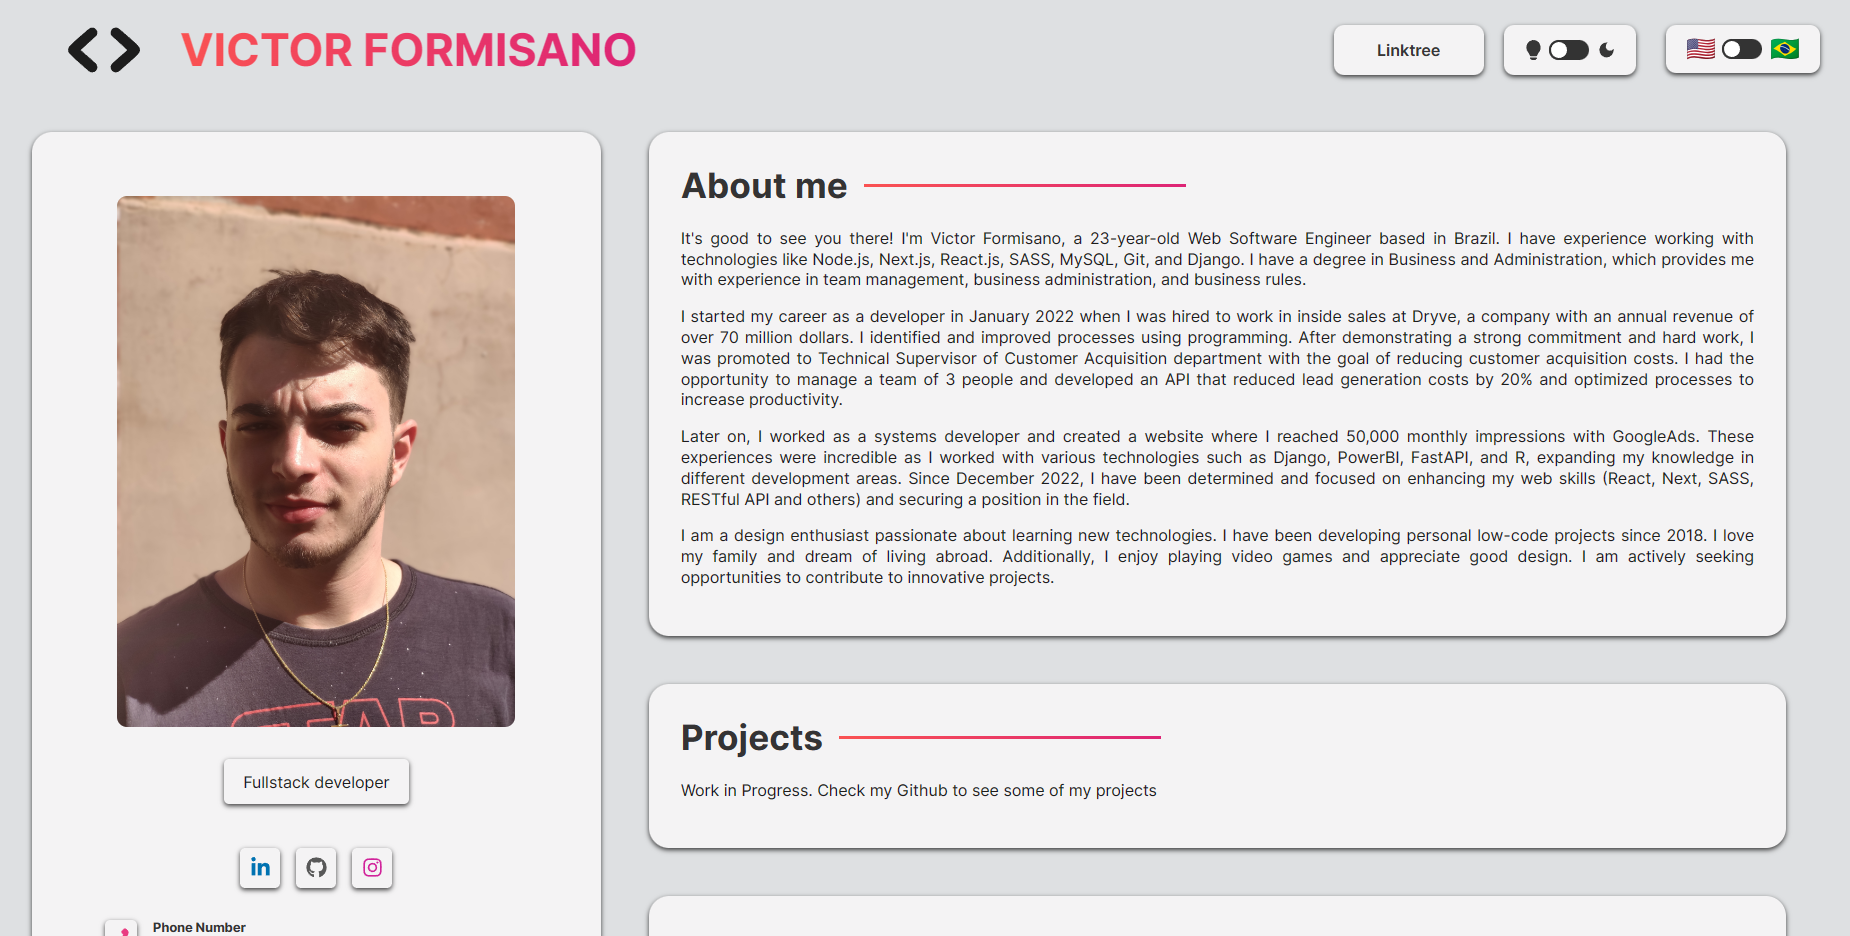 VICTOR FORMISANO
Linktree
About me
It's good to see you there! I'm Victor Formisano, a 23-year-old Web Software Engineer based in Brazil. I have experience working with
technologies like Node.js, Next.js, React.js, SASS, MySQL, Git, and Django. I have a degree in Business and Administration, which provides me
with experience in team management, business administration, and business rules.
I started my career as a developer in January 2022 when I was hired to work in inside sales at Dryve, a company with an annual revenue of
over 70 million dollars. I identified and improved processes using programming. After demonstrating a strong commitment and hard work, I
was promoted to Technical Supervisor of Customer Acquisition department with the goal of reducing customer acquisition costs. I had the
opportunity to manage a team of 3 people and developed an API that reduced lead generation costs by 20% and optimized processes to
increase productivity.
Later on, I worked as a systems developer and created a website where I reached 50,000 monthly impressions with GoogleAds. These
experiences were incredible as I worked with various technologies such as Django, PowerBI, FastAPI, and R, expanding my knowledge in
different development areas. Since December 2022, I have been determined and focused on enhancing my web skills (React, Next, SASS,
RESTful API and others) and securing a position in the field.
I am a design enthusiast passionate about learning new technologies. I have been developing personal low-code projects since 2018. I love
my family and dream of living abroad. Additionally, I enjoy playing video games and appreciate good design. I am actively seeking
opportunities to contribute to innovative projects.
Projects
Work in Progress. Check my Github to see some of my projects
Fullstack developer
in
Phone Number